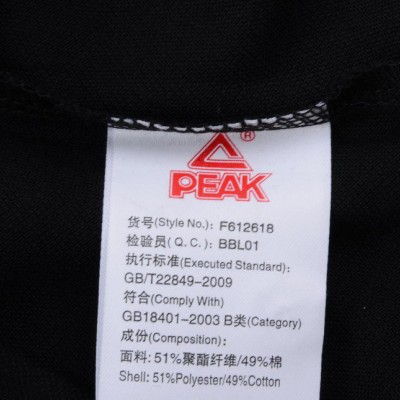 ®
PEAK
货号(Style No.): F612618
检验员(Q.C.): BBL01
执行标准(Executed Standard):
GB/T22849-2009
符合(Comply With)
GB18401-2003 B类(Category)
成份(Composition):
面料: 51%聚酯纤维/49%棉
Shell: 51%Polyester/49%Cotton